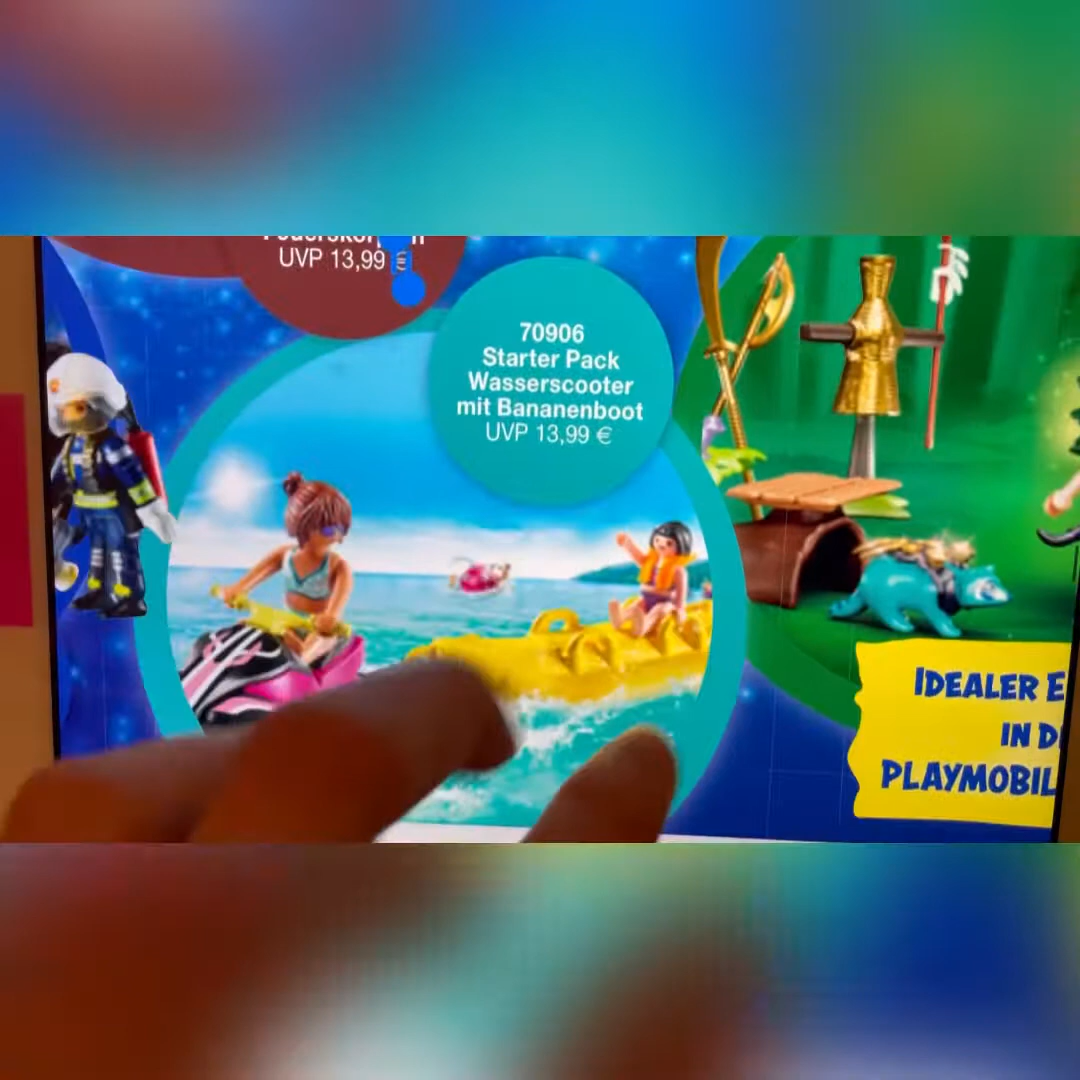 UVP 13,99 €
70906
Starter Pack
Wasserscooter
mit Bananenboot
UVP 13,99 €
IDEALER E
IN D
PLAYMOBIL